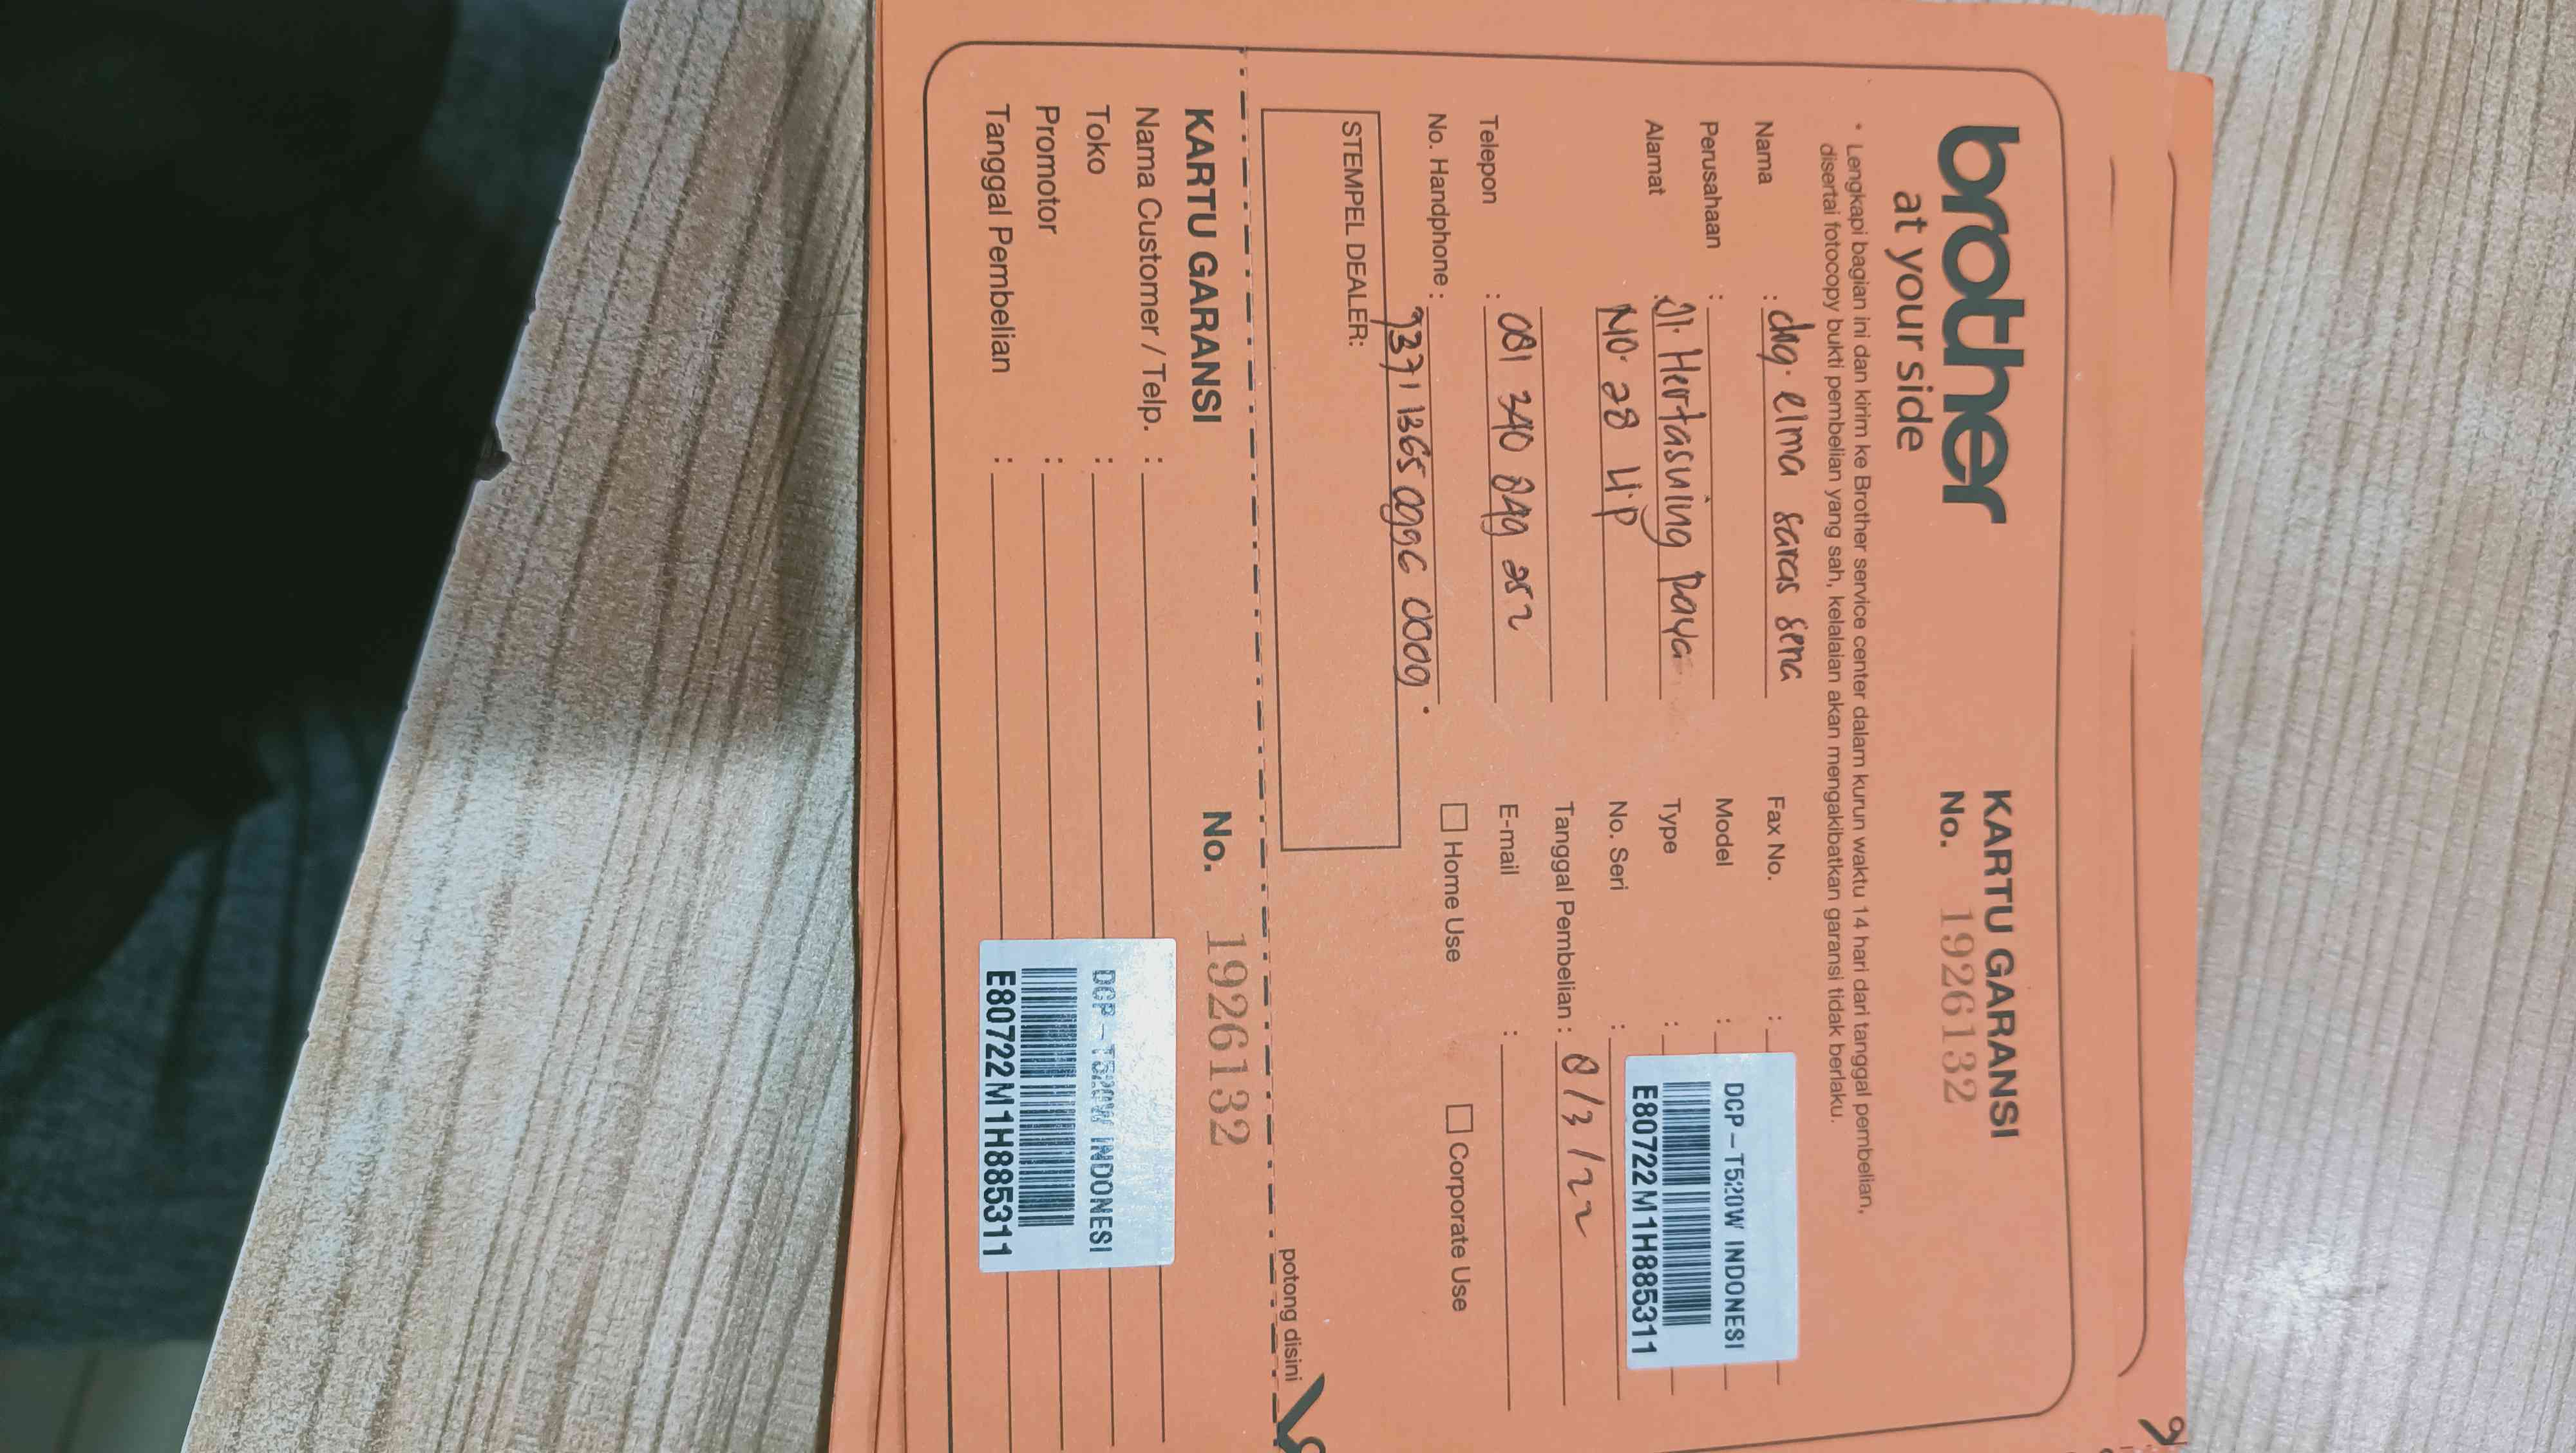 brother
at your side
KARTU GARANSI
No. 1926132
* Lengkapi bagian ini dan kirim ke Brother service center dalam kurun waktu 14 hari dari tanggal pembelian,
disertai fotocopy bukti pembelian yang sah, kelalaian akan mengakibatkan garansi tidak berlaku.
Nama : drg. elma saras sena
Perusahaan :
Alamat : Jl. Hertasning Raya
No. 28 U.P
Telepon : 081 340 849 252
No. Handphone : 7371 1365 0996 0009.
Fax No. :
Model :
Type :
No. Seri :
DCP-T520W INDONESI
E80722M1H885311
Tanggal Pembelian : 8/3/22
E-mail :
Home Use
Corporate Use
STEMPEL DEALER:
potong disini
KARTU GARANSI
No. 1926132
Nama Customer / Telp. :
Toko :
Promotor :
Tanggal Pembelian :
DCP-T520W INDONESI
E80722M1H885311